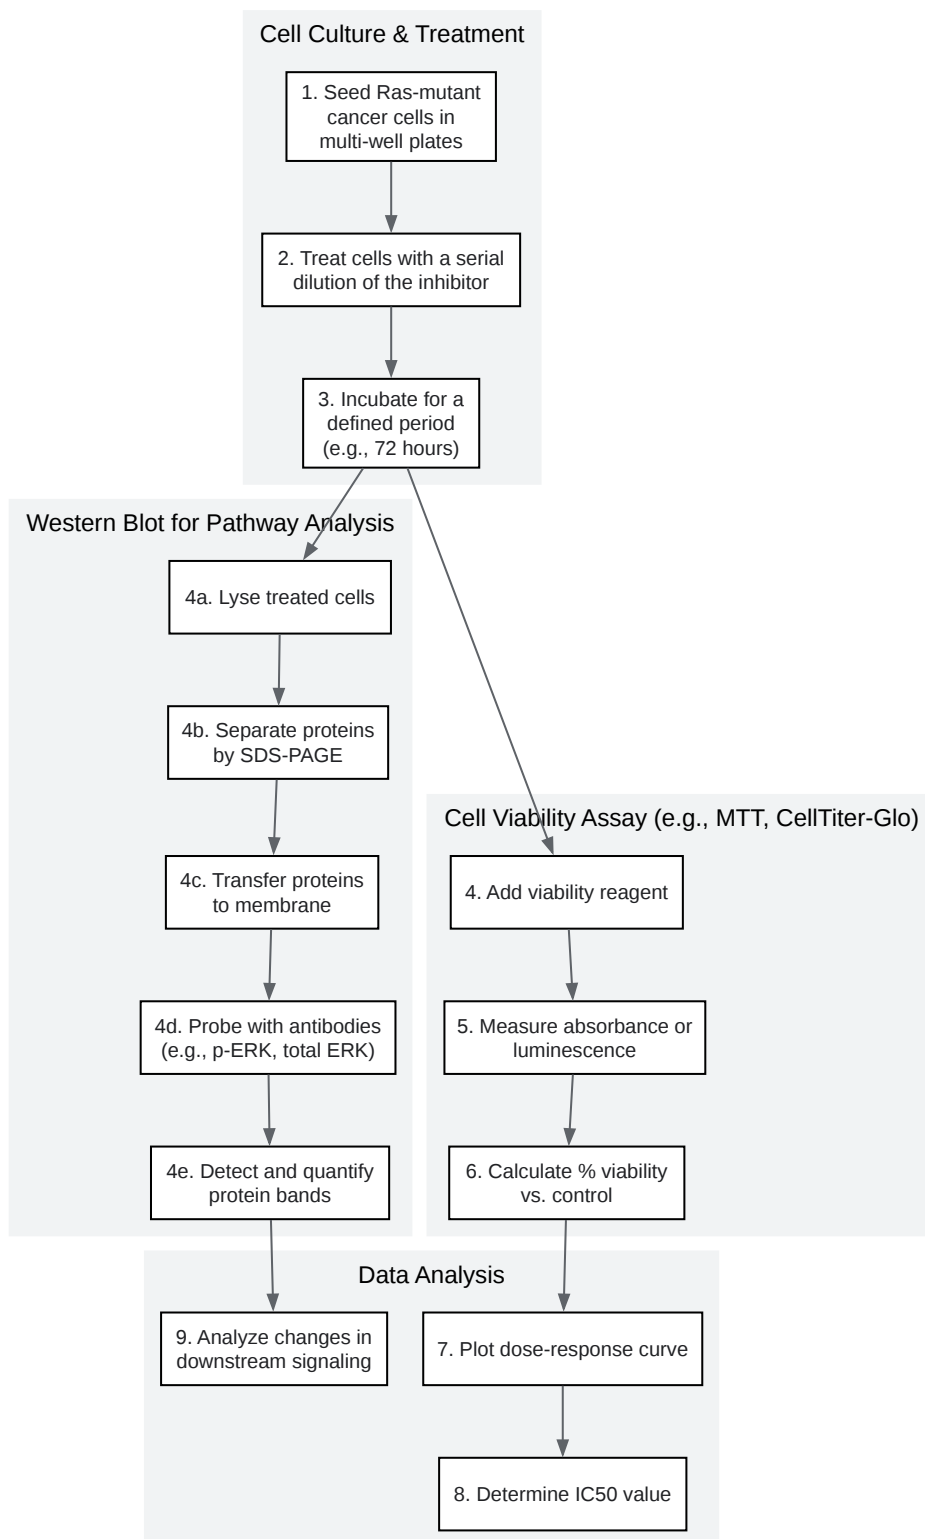 Cell Culture & Treatment
1. Seed Ras-mutant
cancer cells in
multi-well plates
2. Treat cells with a serial
dilution of the inhibitor
3. Incubate for a
defined period
(e.g., 72 hours)
Western Blot for Pathway Analysis
4a. Lyse treated cells
4b. Separate proteins
by SDS-PAGE
4c. Transfer proteins
to membrane
4d. Probe with antibodies
(e.g., p-ERK, total ERK)
4e. Detect and quantify
protein bands
Cell Viability Assay (e.g., MTT, CellTiter-Glo)
4. Add viability reagent
5. Measure absorbance or
luminescence
6. Calculate % viability
vs. control
Data Analysis
9. Analyze changes in
downstream signaling
7. Plot dose-response curve
8. Determine IC50 value